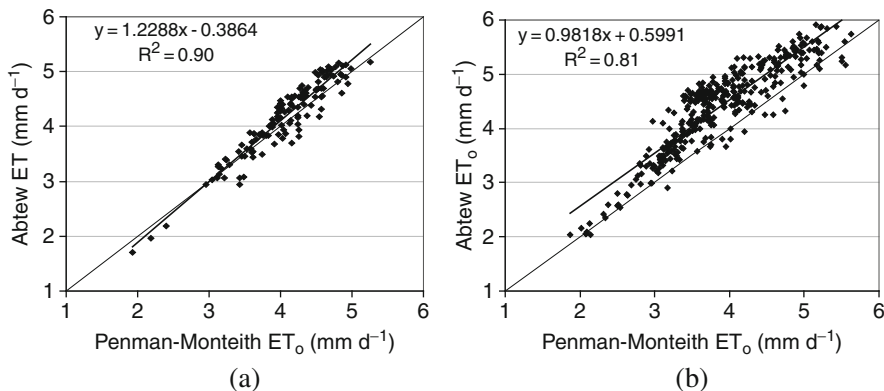 y = 1.2288x - 0.3864
R² = 0.90
6
5
4
3
2
1
1 2 3 4 5 6
Abtew ET (mm d⁻¹)
Penman-Monteith ETₒ (mm d⁻¹)
(a)
y = 0.9818x + 0.5991
R² = 0.81
6
5
4
3
2
1
1 2 3 4 5 6
Abtew ETₒ (mm d⁻¹)
Penman-Monteith ETₒ (mm d⁻¹)
(b)